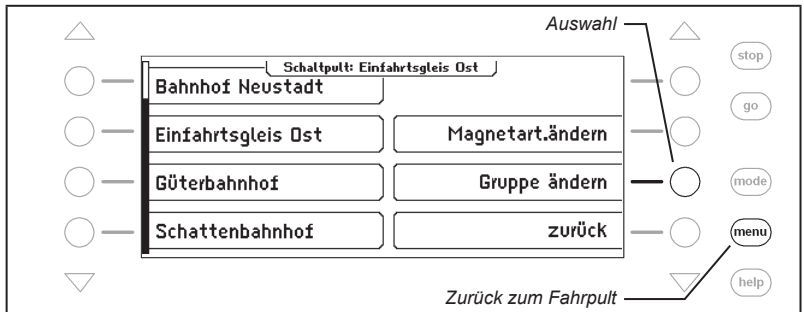 Auswahl
stop
Schaltpult: Einfahrtsgleis Ost
Bahnhof Neustadt
go
Einfahrtsgleis Ost Magnetart.ändern
Güterbahnhof Gruppe ändern
mode
Schattenbahnhof zurück
menu
help
Zurück zum Fahrpult